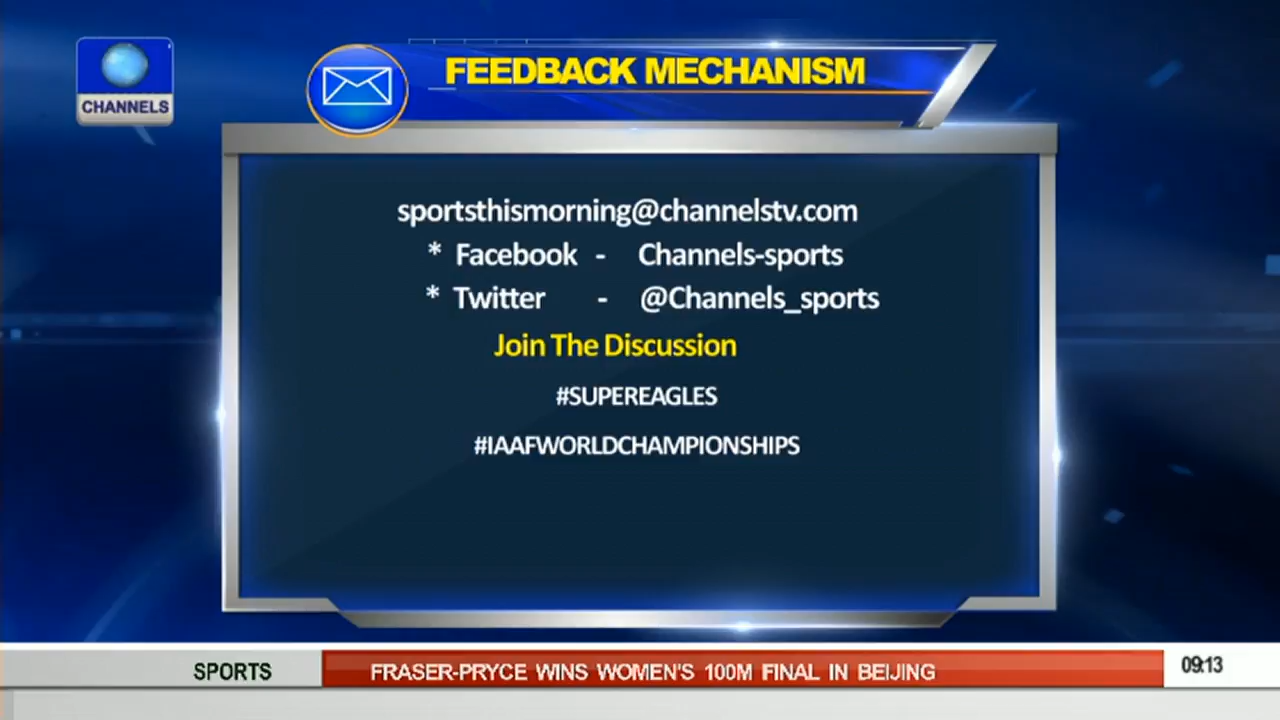 CHANNELS
FEEDBACK MECHANISM
sportsthismorning@channelstv.com
* Facebook - Channels-sports
* Twitter - @Channels_sports
Join The Discussion
#SUPEREAGLES
#IAAFWORLDCHAMPIONSHIPS
SPORTS FRASER-PRYCE WINS WOMEN'S 100M FINAL IN BEIJING 09:13